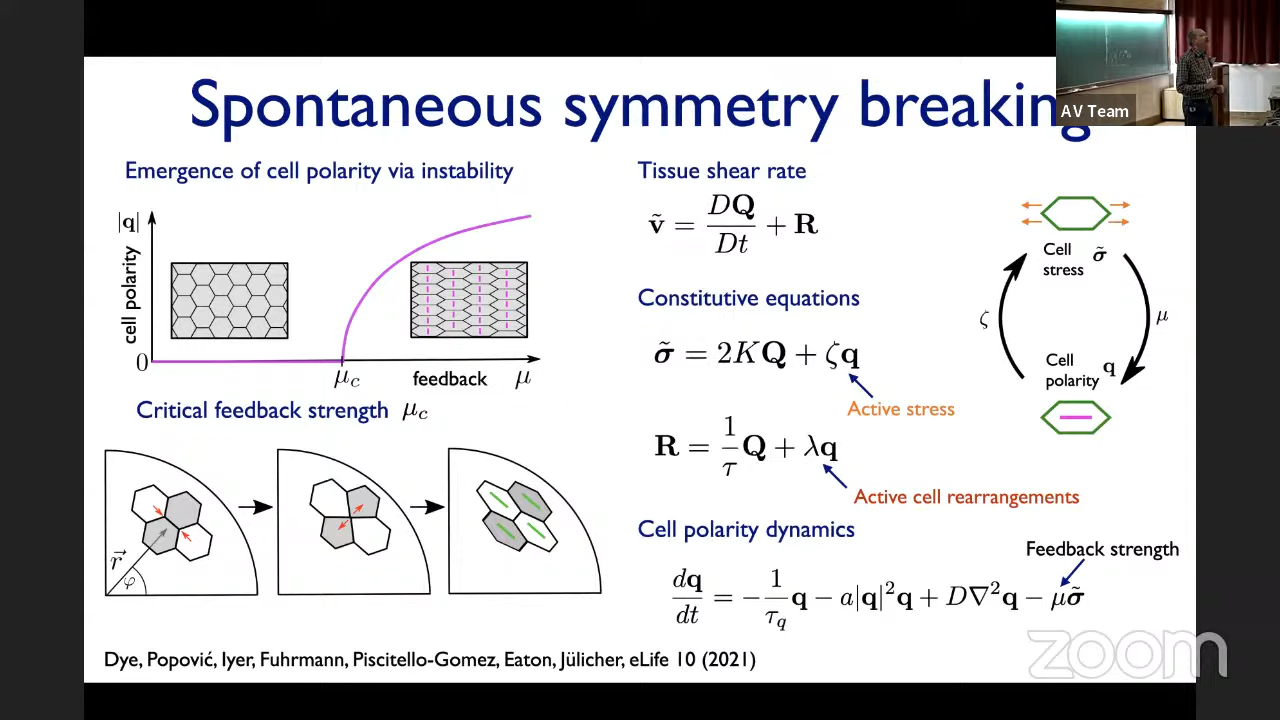 Spontaneous symmetry breaking
AV Team
Emergence of cell polarity via instability
|q|
cell polarity
0
μ_c
feedback μ
Critical feedback strength μ_c
r⃗
φ
Tissue shear rate
ṽ = DQ/Dt + R
Constitutive equations
σ̃ = 2KQ + ζq
Active stress
R = 1/τ Q + λq
Active cell rearrangements
Cell polarity dynamics
Feedback strength
dq/dt = − 1/τ_q q − a|q|²q + D∇²q − μσ̃
Cell stress σ̃
ζ
μ
Cell polarity q
Dye, Popović, Iyer, Fuhrmann, Piscitello-Gomez, Eaton, Jülicher, eLife 10 (2021)
zoom